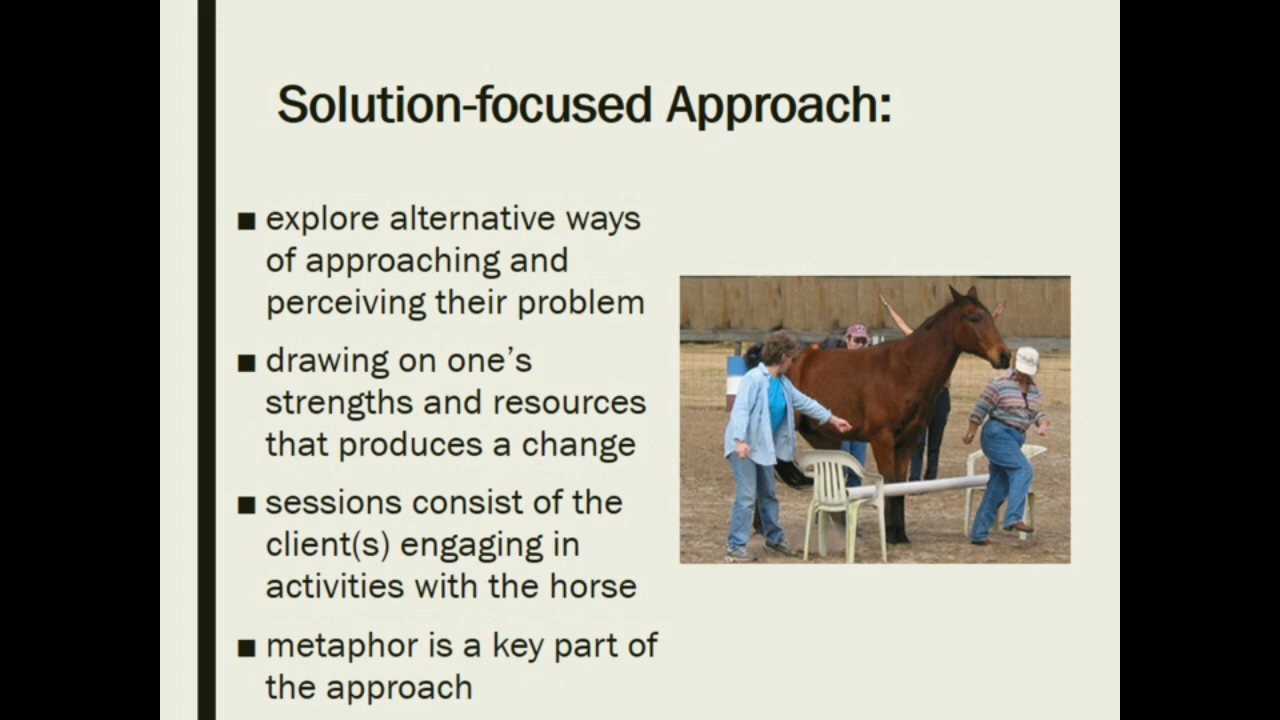 Solution-focused Approach:
■ explore alternative ways
of approaching and
perceiving their problem
■ drawing on one’s
strengths and resources
that produces a change
■ sessions consist of the
client(s) engaging in
activities with the horse
■ metaphor is a key part of
the approach